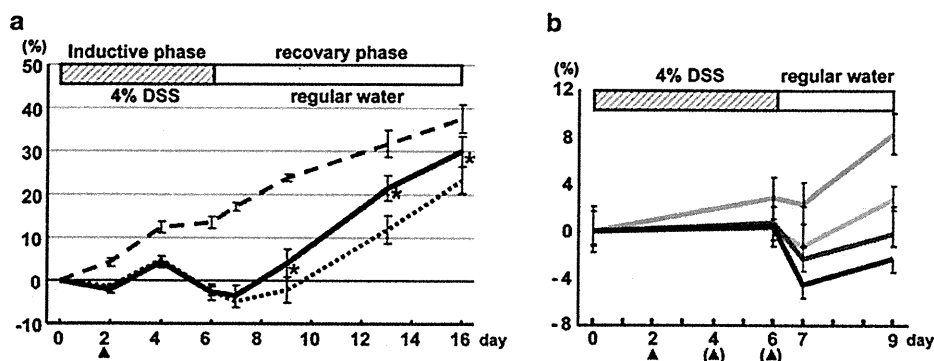 a
(%)
Inductive phase
recovary phase
50
4% DSS
regular water
40
30
*
*
20
10
*
0
-10
0 2 4 6 8 10 12 14 16 day
▲
b
(%)
4% DSS
regular water
12
8
4
0
-4
-8
0 2 4 6 7 9 day
▲ (▲) (▲)